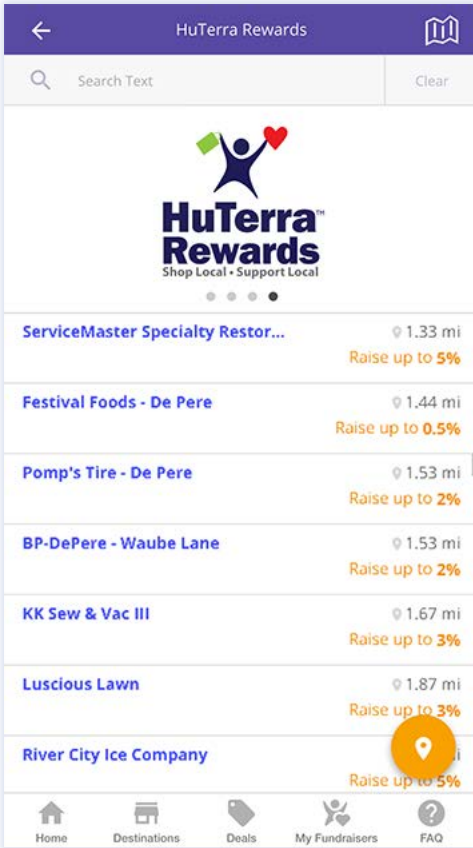 HuTerra Rewards
Search Text Clear
HuTerra™
Rewards
Shop Local • Support Local
ServiceMaster Specialty Restor... 1.33 mi
Raise up to 5%
Festival Foods - De Pere 1.44 mi
Raise up to 0.5%
Pomp's Tire - De Pere 1.53 mi
Raise up to 2%
BP-DePere - Waube Lane 1.53 mi
Raise up to 2%
KK Sew & Vac III 1.67 mi
Raise up to 3%
Luscious Lawn 1.87 mi
Raise up to 3%
River City Ice Company
Raise up to 5%
Home Destinations Deals My Fundraisers FAQ